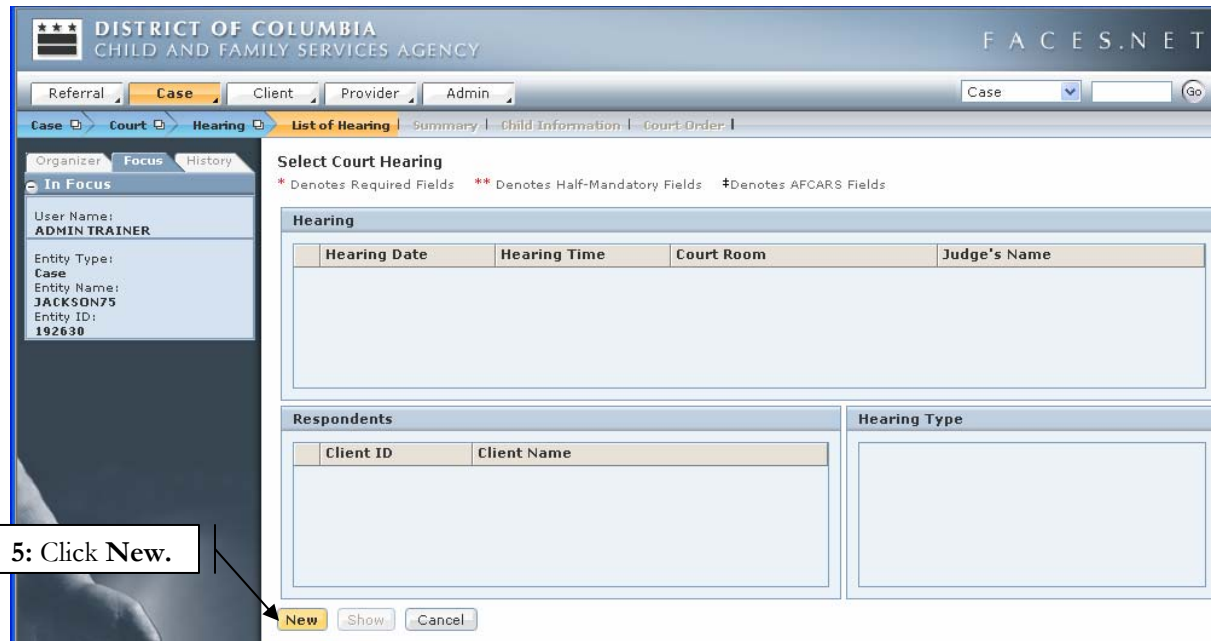 DISTRICT OF COLUMBIA
CHILD AND FAMILY SERVICES AGENCY
FACES.NET
Referral Case Client Provider Admin
Case Go
Case Court Hearing List of Hearing | Summary | Child Information | Court Order |
Organizer Focus History
In Focus
User Name:
ADMIN TRAINER
Entity Type:
Case
Entity Name:
JACKSON75
Entity ID:
192630
Select Court Hearing
* Denotes Required Fields ** Denotes Half-Mandatory Fields ‡Denotes AFCARS Fields
Hearing
Hearing Date Hearing Time Court Room Judge's Name
Respondents
Client ID Client Name
Hearing Type
5: Click New.
New Show Cancel